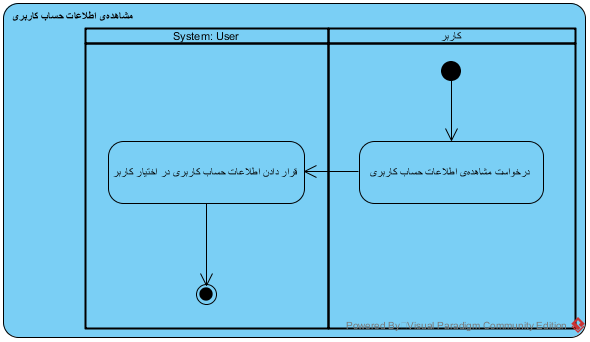 مشاهده‌ی اطلاعات حساب کاربری
کاربر
System: User
درخواست مشاهده‌ی اطلاعات حساب کاربری
قرار دادن اطلاعات حساب کاربری در اختیار کاربر
Powered By Visual Paradigm Community Edition